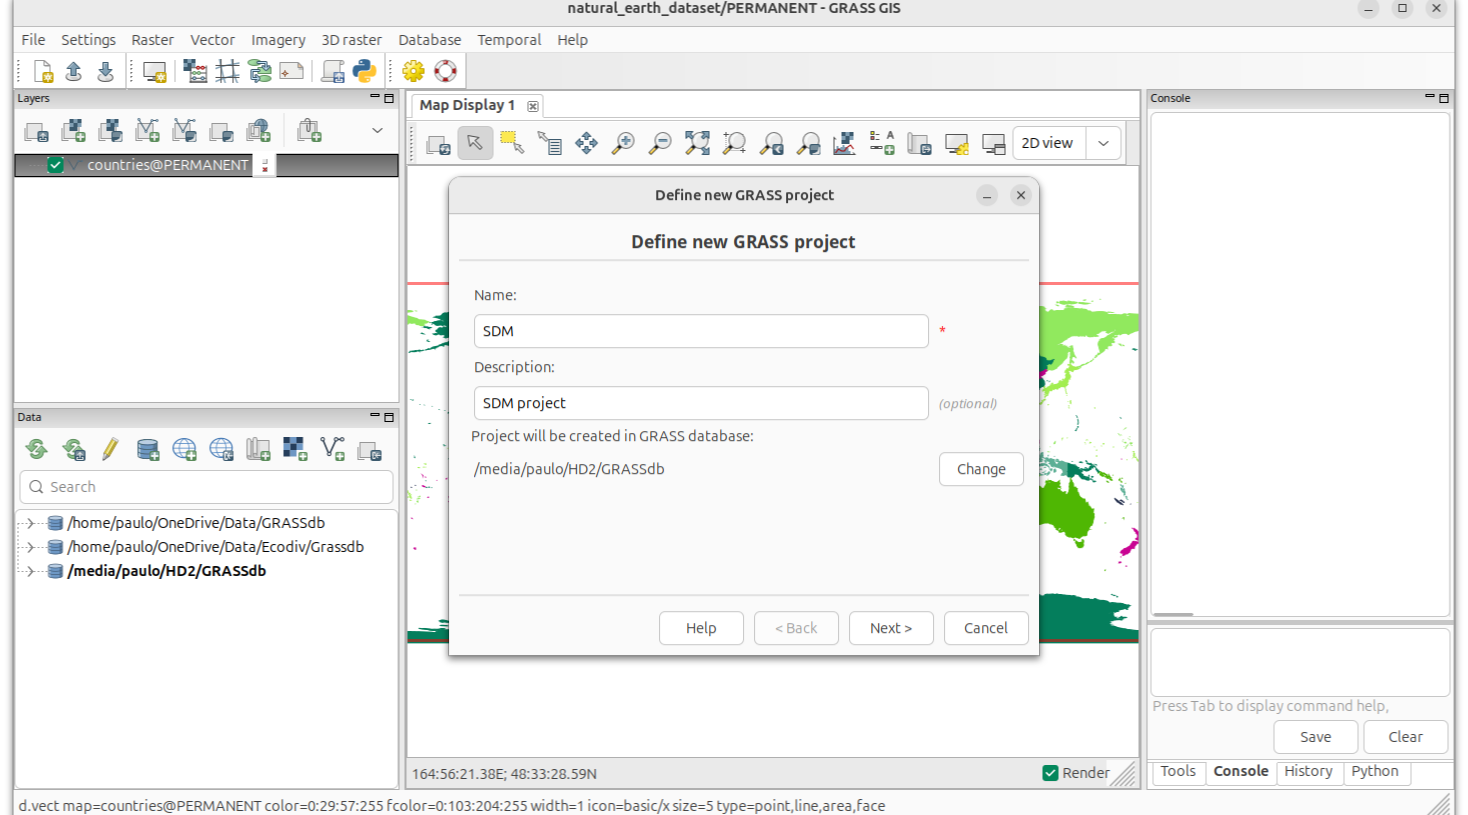 natural_earth_dataset/PERMANENT - GRASS GIS
File Settings Raster Vector Imagery 3D raster Database Temporal Help
Layers
countries@PERMANENT
Map Display 1
2D view
Console
Define new GRASS project
Define new GRASS project
Name:
SDM
*
Description:
SDM project
(optional)
Project will be created in GRASS database:
/media/paulo/HD2/GRASSdb
Change
Help
< Back
Next >
Cancel
Data
Search
/home/paulo/OneDrive/Data/GRASSdb
/home/paulo/OneDrive/Data/Ecodiv/Grassdb
/media/paulo/HD2/GRASSdb
164:56:21.38E; 48:33:28.59N
Render
Press Tab to display command help,
Save
Clear
Tools Console History Python
d.vect map=countries@PERMANENT color=0:29:57:255 fcolor=0:103:204:255 width=1 icon=basic/x size=5 type=point,line,area,face